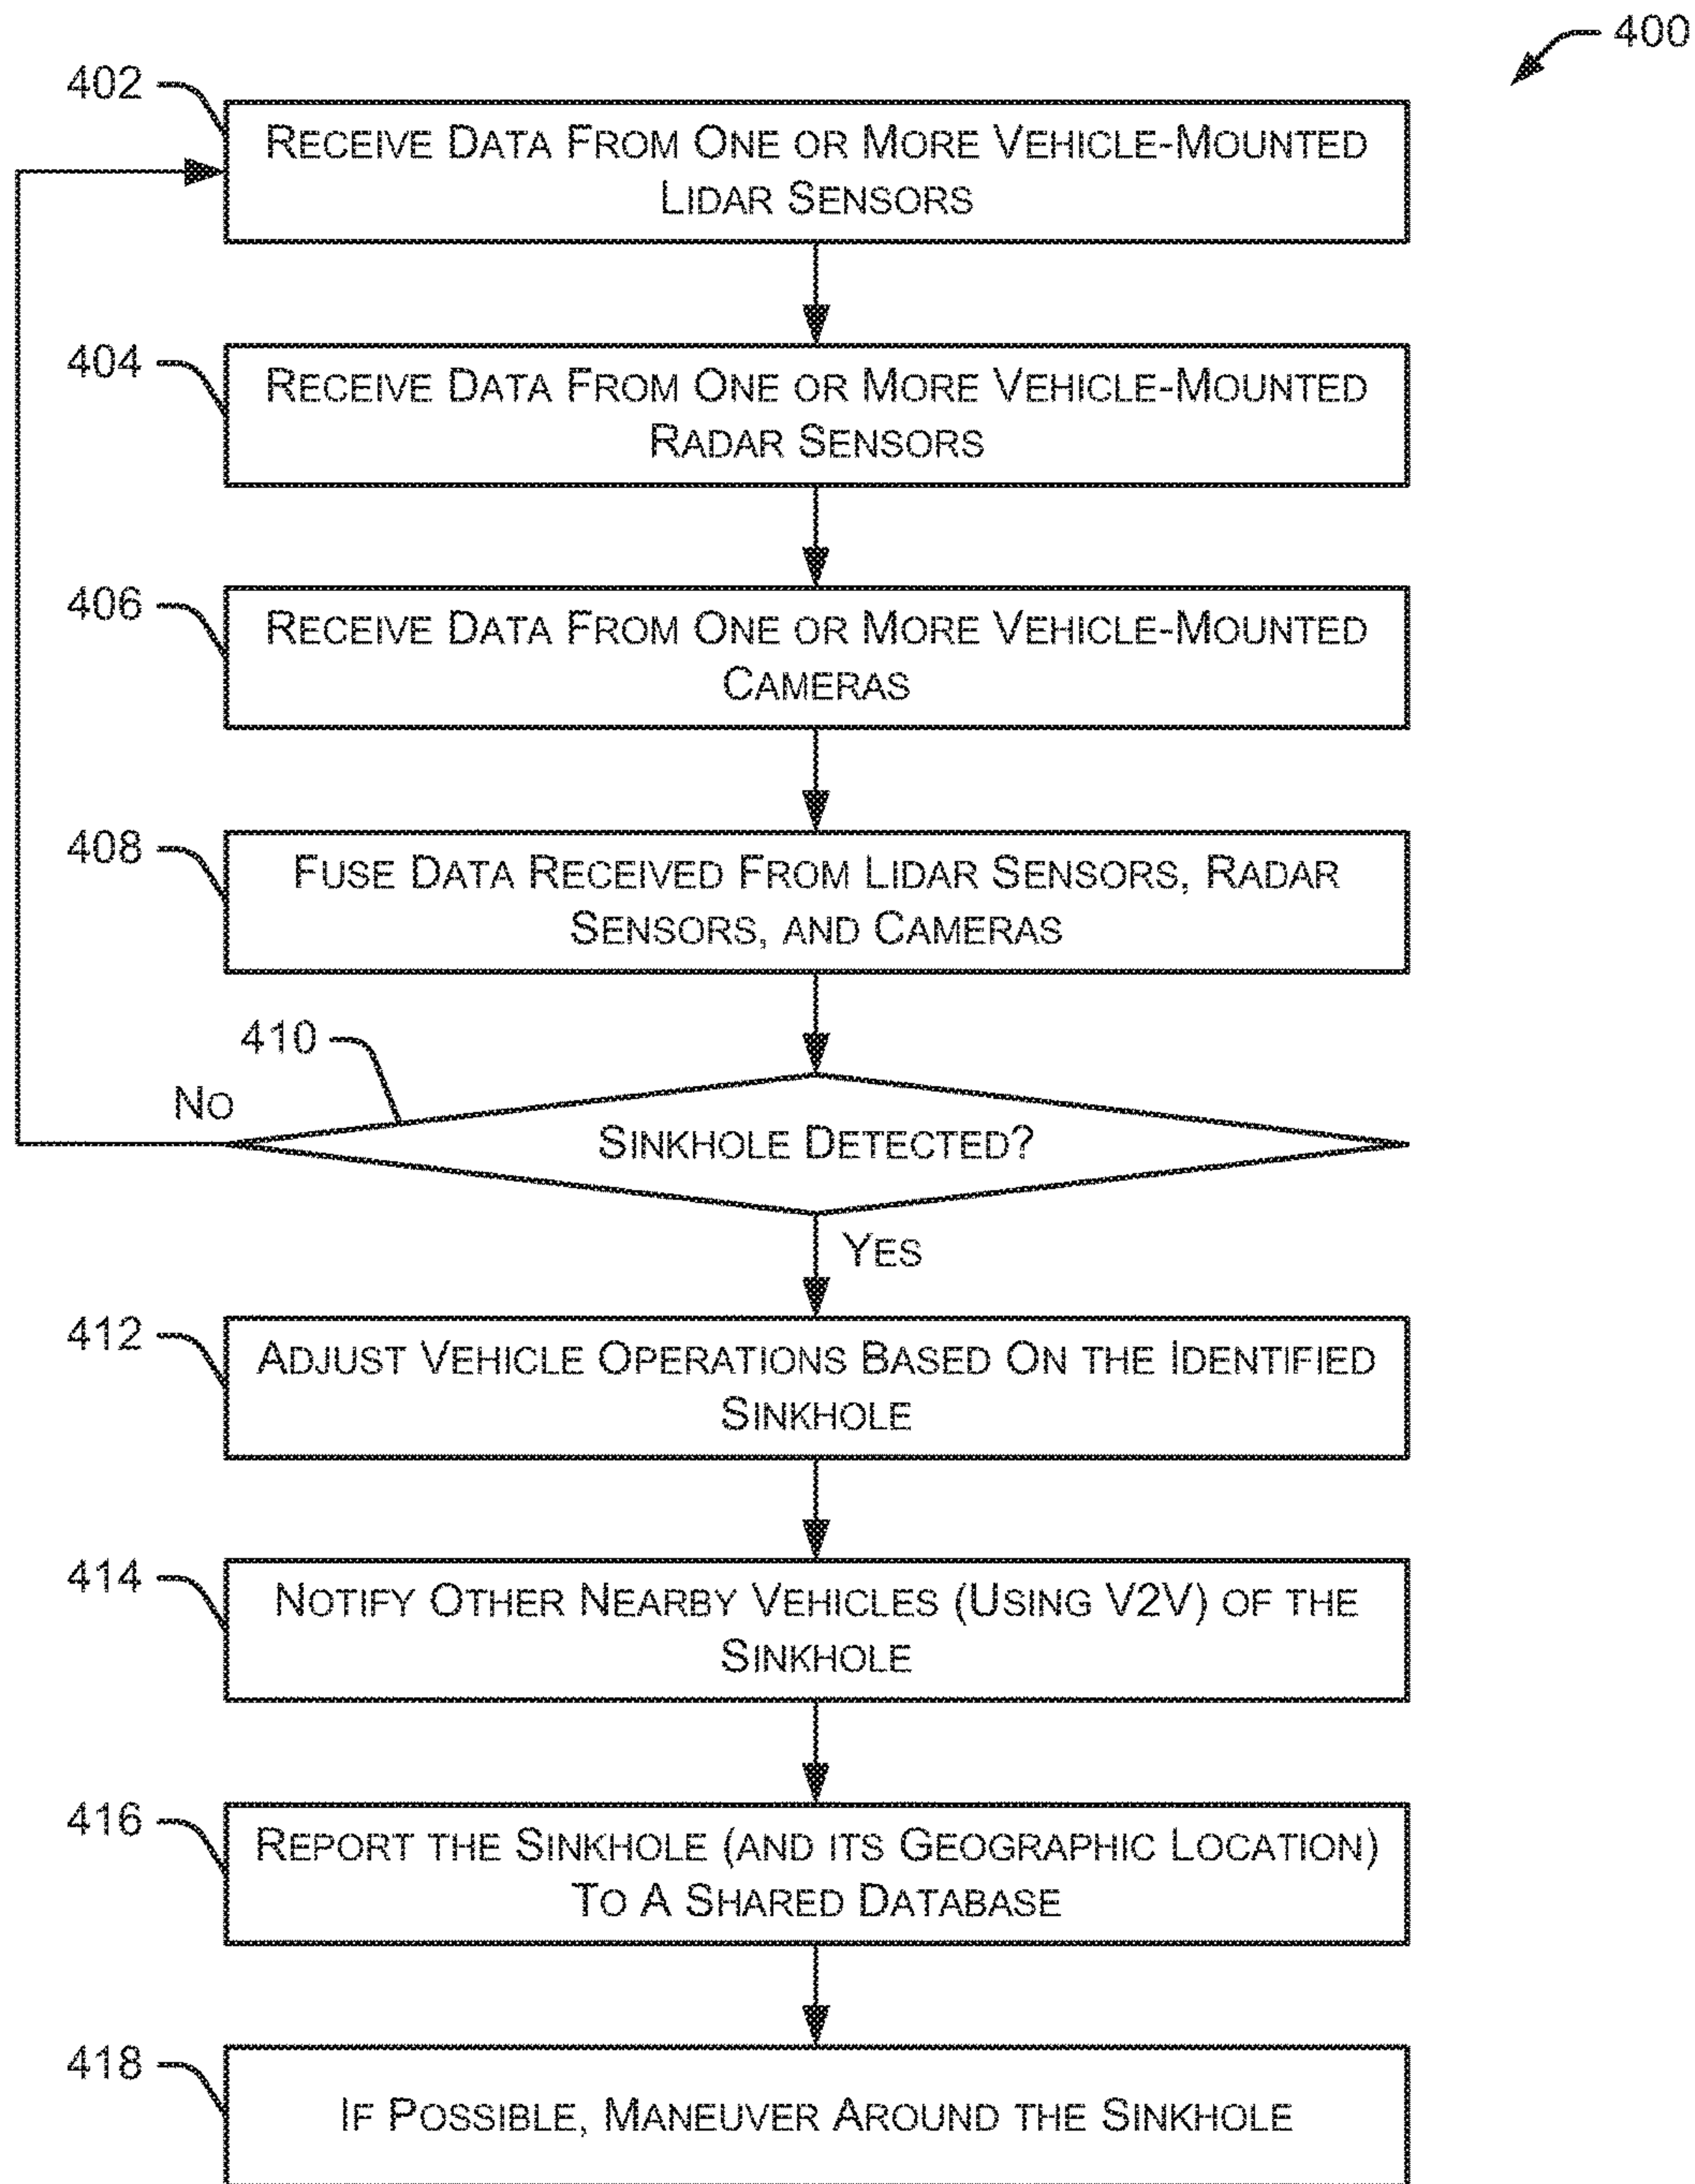 400
402
RECEIVE DATA FROM ONE OR MORE VEHICLE-MOUNTED
LIDAR SENSORS
404
RECEIVE DATA FROM ONE OR MORE VEHICLE-MOUNTED
RADAR SENSORS
406
RECEIVE DATA FROM ONE OR MORE VEHICLE-MOUNTED
CAMERAS
408
FUSE DATA RECEIVED FROM LIDAR SENSORS, RADAR
SENSORS, AND CAMERAS
410
NO
SINKHOLE DETECTED?
YES
412
ADJUST VEHICLE OPERATIONS BASED ON THE IDENTIFIED
SINKHOLE
414
NOTIFY OTHER NEARBY VEHICLES (USING V2V) OF THE
SINKHOLE
416
REPORT THE SINKHOLE (AND ITS GEOGRAPHIC LOCATION)
TO A SHARED DATABASE
418
IF POSSIBLE, MANEUVER AROUND THE SINKHOLE